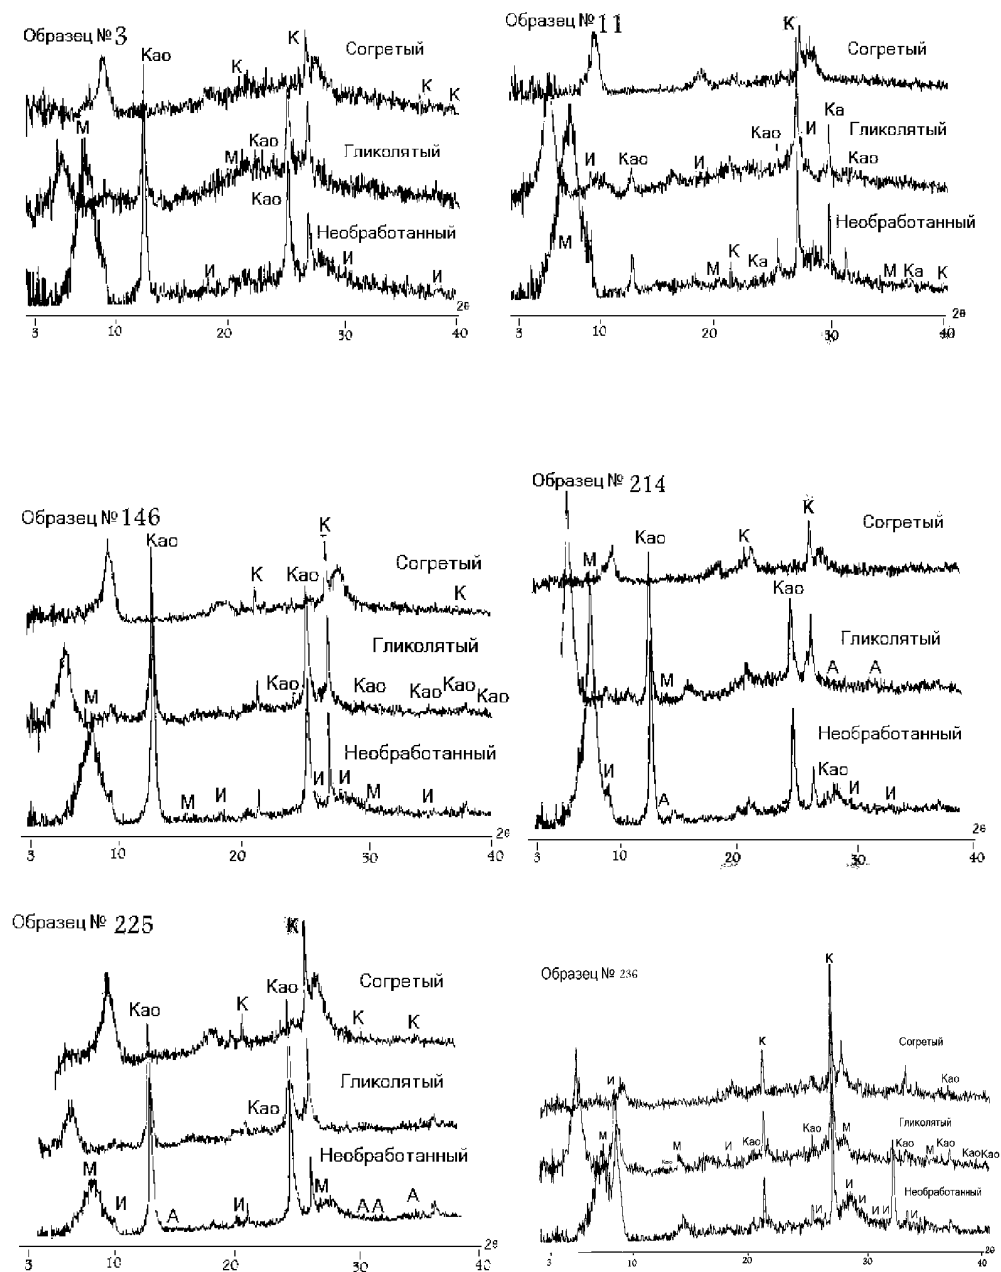 Образец № 3
Као
К
К
Согретый
К
К
М
М
Као
Гликолятый
Као
Необработанный
И
И
И
2θ
3 10 20 30 40
Образец № 11
К
Согретый
И
Као
И
Као
И
Ка
Гликолятый
Као
Необработанный
М
М
К
Ка
М
Ка
К
2θ
3 10 20 30 40
Образец № 146
Као
К
Согретый
К
Као
К
Гликолятый
М
Као
Као
Као
Као
Као
Необработанный
М
И
И
И
М
И
2θ
3 10 20 30 40
Образец № 214
К
Согретый
М
Као
К
Као
Гликолятый
М
А
А
Необработанный
И
А
Као
И
И
2θ
3 10 20 30 40
Образец № 225
К
Согретый
Као
К
Као
К
К
Гликолятый
Као
Необработанный
М
И
А
И
М
А
А
А
2θ
3 10 20 30 40
Образец № 236
К
К
Согретый
И
Као
Гликолятый
М
Као
М
И
Као
Као
М
Као
М
Као
Као
Као
Необработанный
И
И
И
И
И
И
2θ
3 10 20 30 40